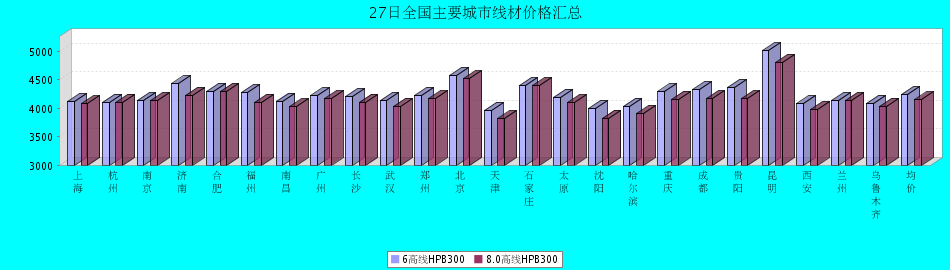 27日全国主要城市线材价格汇总
5000
4500
4000
3500
3000
上海
杭州
南京
济南
合肥
福州
南昌
广州
长沙
武汉
郑州
北京
天津
石家庄
太原
沈阳
哈尔滨
重庆
成都
贵阳
昆明
西安
兰州
乌鲁木齐
均价
6高线HPB300
8.0高线HPB300